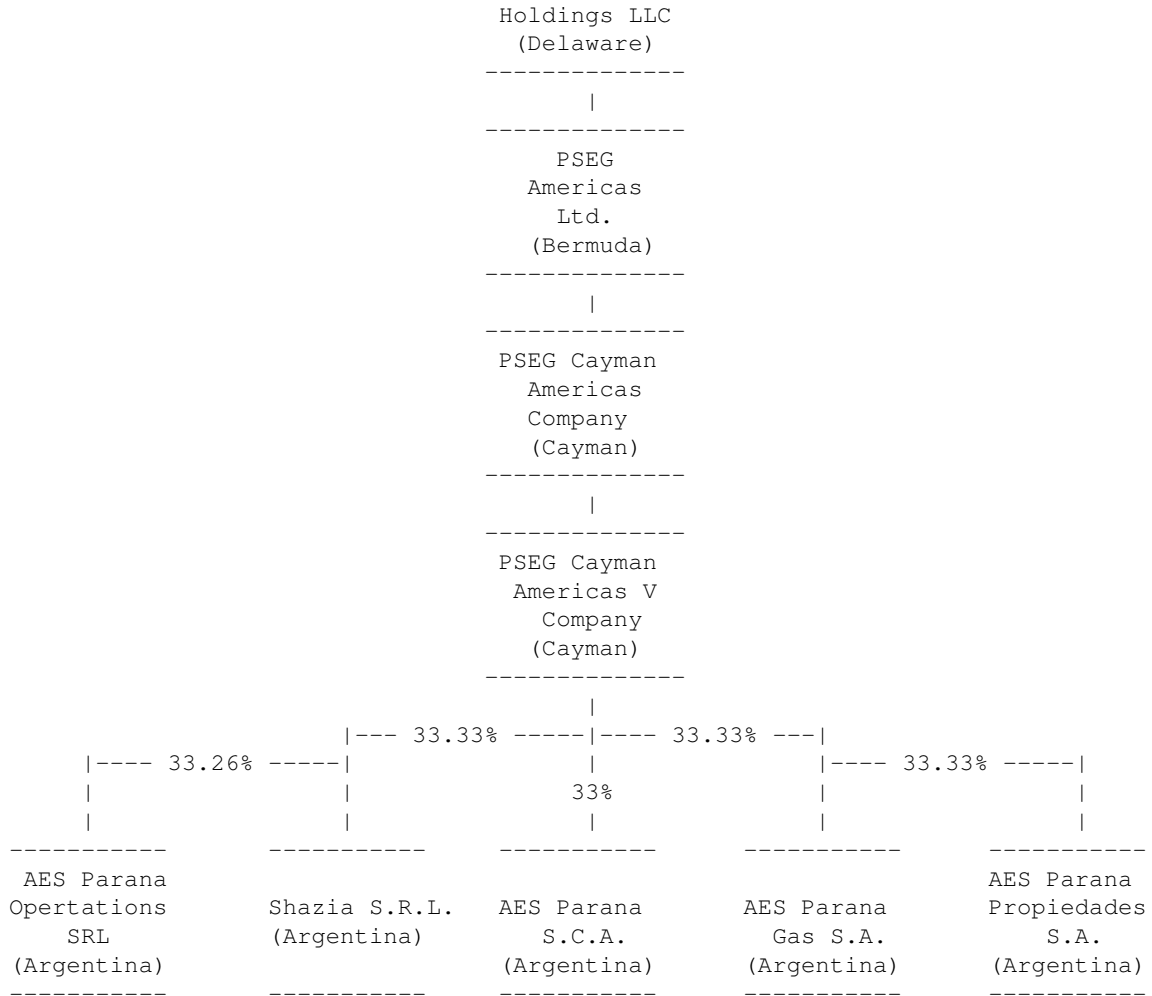 Holdings LLC
(Delaware)
--------------
|
--------------
PSEG
Americas
Ltd.
(Bermuda)
--------------
|
--------------
PSEG Cayman
Americas
Company
(Cayman)
--------------
|
--------------
PSEG Cayman
Americas V
Company
(Cayman)
--------------
|
|--- 33.33% -----|---- 33.33% ---|
|---- 33.26% -----| | |---- 33.33% -----|
| | 33% | |
| | | | |
----------- ----------- ----------- ----------- -----------
AES Parana AES Parana
Opertations Shazia S.R.L. AES Parana AES Parana Propiedades
SRL (Argentina) S.C.A. Gas S.A. S.A.
(Argentina) (Argentina) (Argentina) (Argentina)
----------- ----------- ----------- ----------- -----------